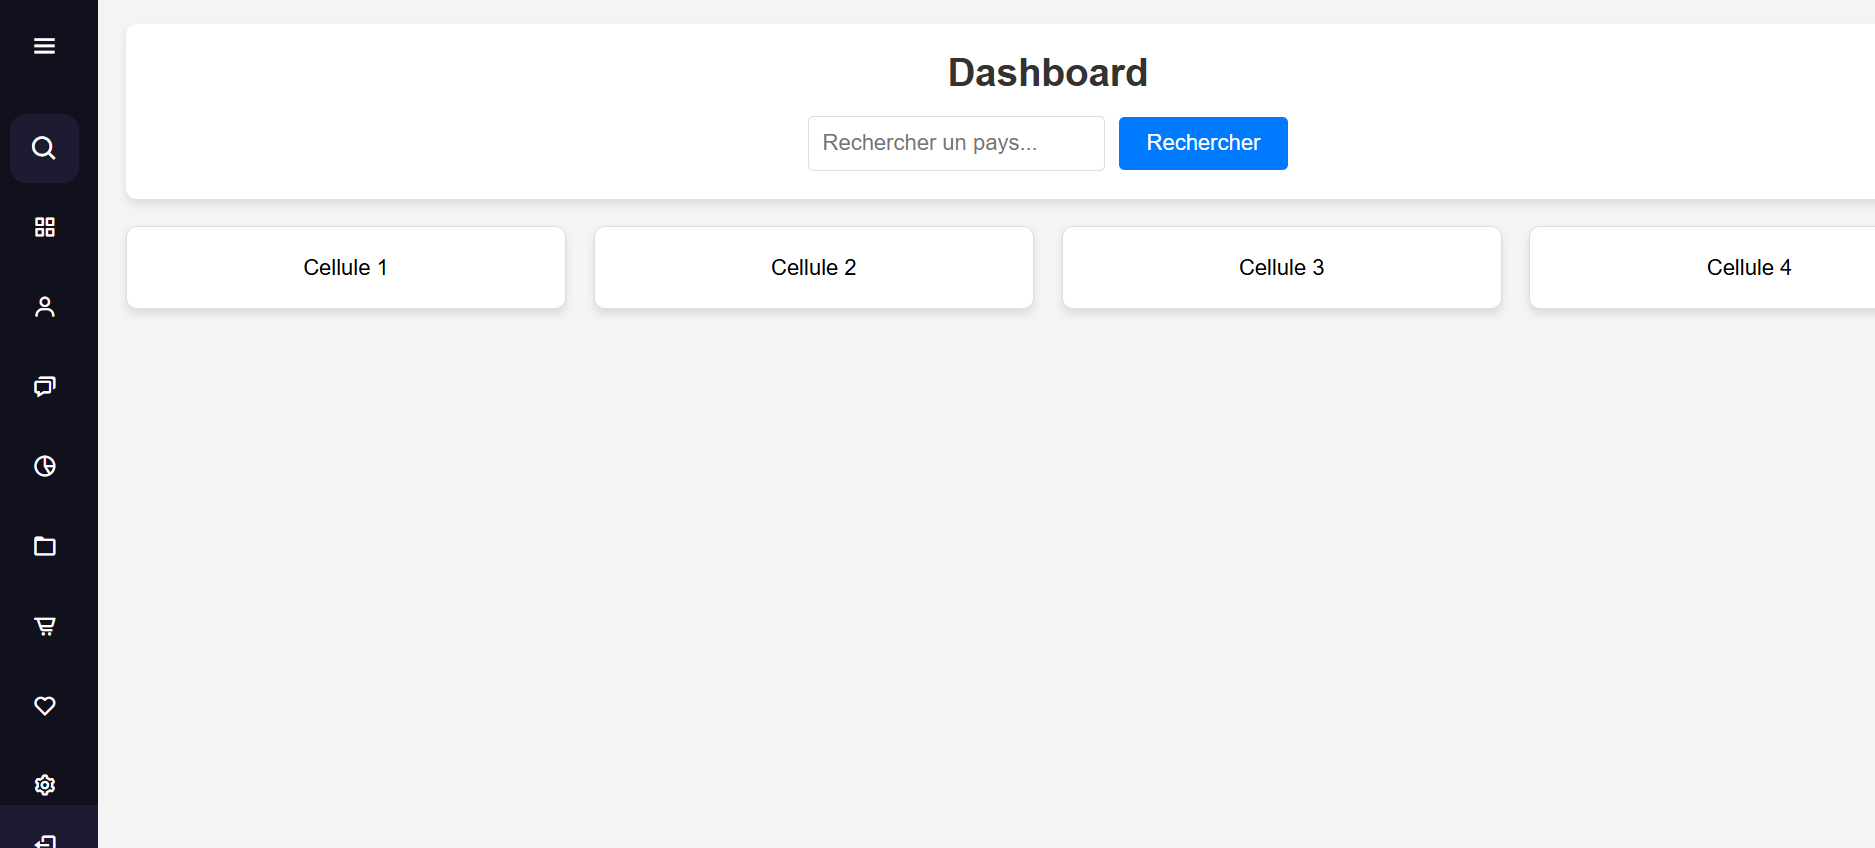 Dashboard
Rechercher un pays...
Rechercher
Cellule 1
Cellule 2
Cellule 3
Cellule 4